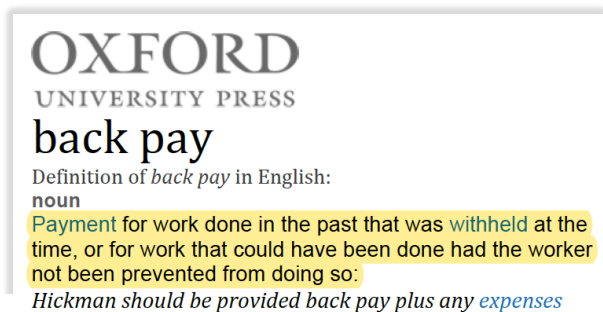 OXFORD
UNIVERSITY PRESS
back pay
Definition of back pay in English:
noun
Payment for work done in the past that was withheld at the
time, or for work that could have been done had the worker
not been prevented from doing so:
Hickman should be provided back pay plus any expenses